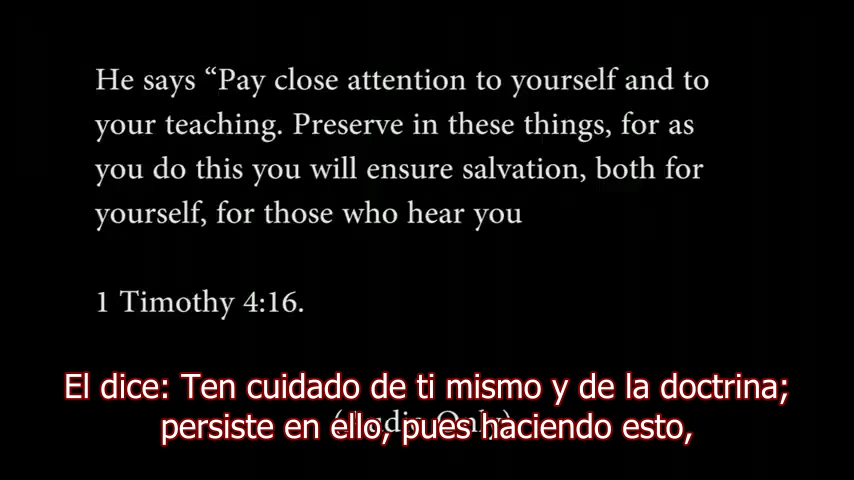 He says “Pay close attention to yourself and to
your teaching. Preserve in these things, for as
you do this you will ensure salvation, both for
yourself, for those who hear you
1 Timothy 4:16.
El dice: Ten cuidado de ti mismo y de la doctrina;
(Audio Only)
persiste en ello, pues haciendo esto,